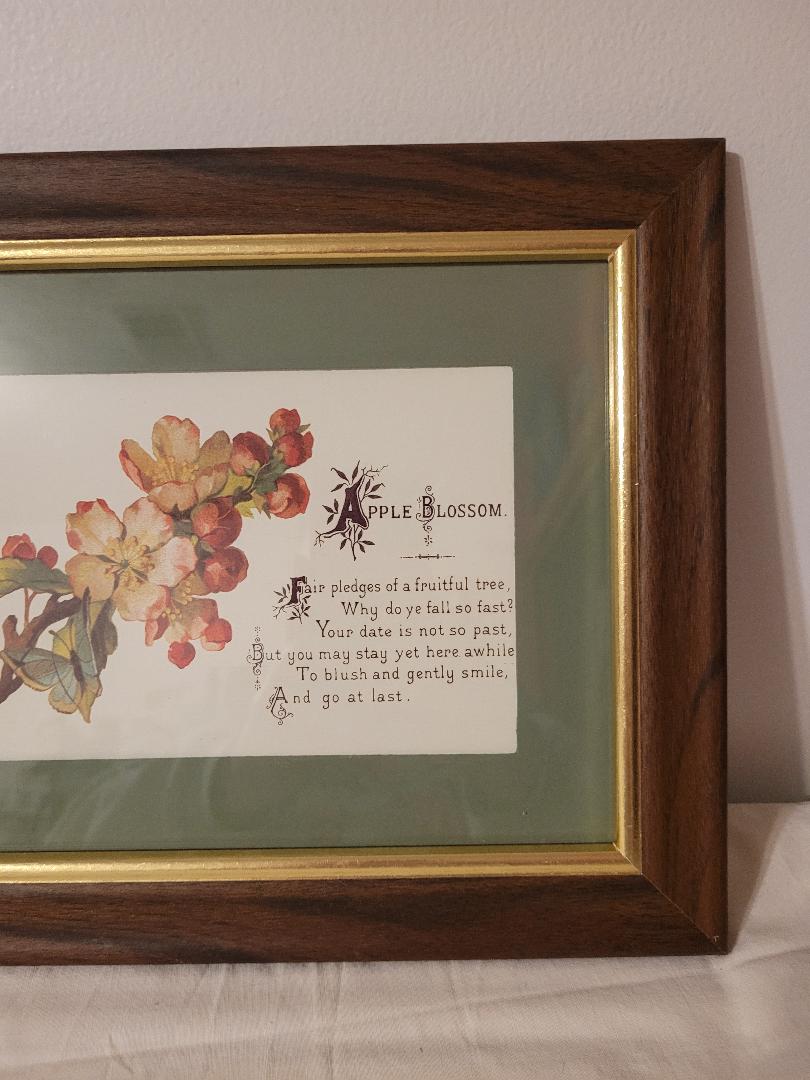 APPLE BLOSSOM.
Fair pledges of a fruitful tree,
Why do ye fall so fast?
Your date is not so past,
But you may stay yet here awhile
To blush and gently smile,
And go at last.